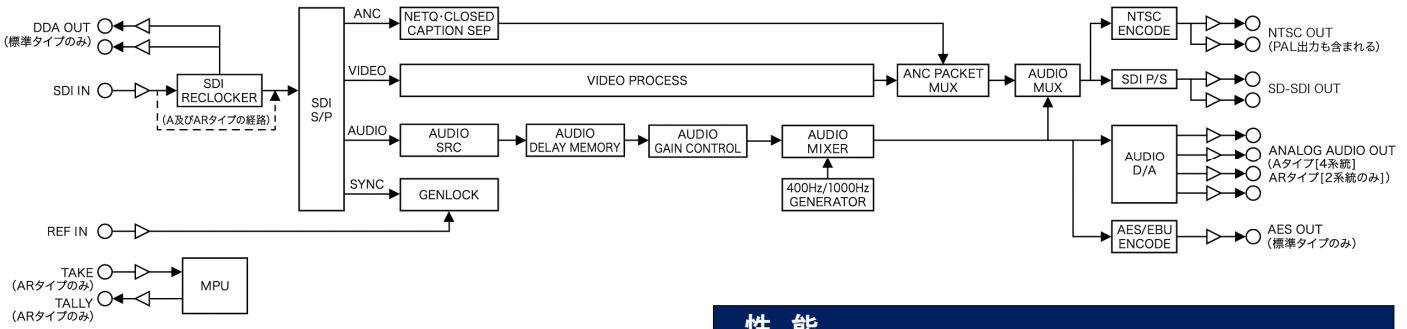 DDA OUT
(標準タイプのみ)
SDI IN
SDI
RECLOCKER
(A及びARタイプの経路)
REF IN
TAKE
(ARタイプのみ)
TALLY
(ARタイプのみ)
MPU
SDI
S/P
ANC
VIDEO
AUDIO
SYNC
NETQ·CLOSED
CAPTION SEP
VIDEO PROCESS
AUDIO
SRC
AUDIO
DELAY MEMORY
AUDIO
GAIN CONTROL
AUDIO
MIXER
400Hz/1000Hz
GENERATOR
GENLOCK
ANC PACKET
MUX
AUDIO
MUX
NTSC
ENCODE
SDI P/S
AUDIO
D/A
AES/EBU
ENCODE
NTSC OUT
(PAL出力も含まれる)
SD-SDI OUT
ANALOG AUDIO OUT
(Aタイプ[4系統]
ARタイプ[2系統のみ])
AES OUT
(標準タイプのみ)
性 能